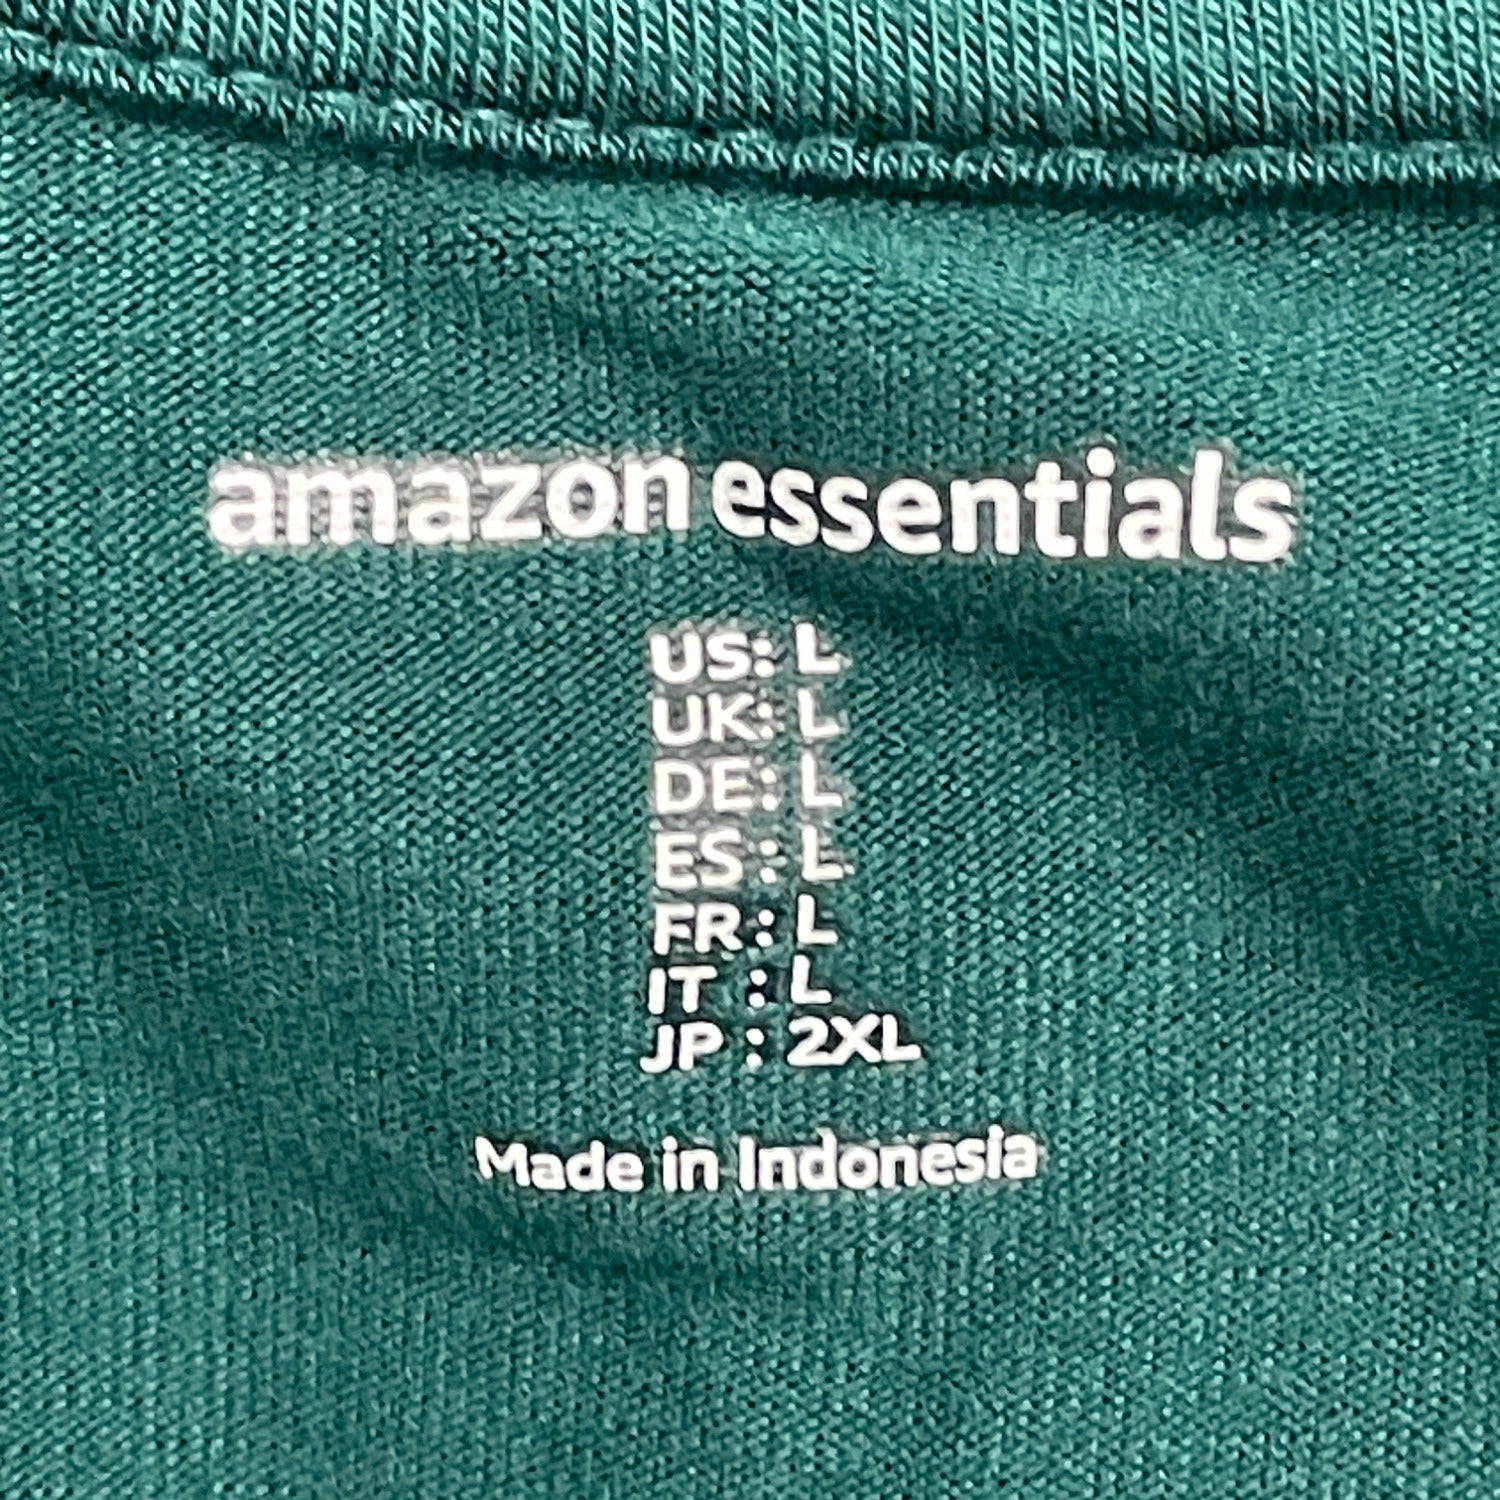 amazon essentials
US: L
UK: L
DE: L
ES: L
FR: L
IT : L
JP : 2XL
Made in Indonesia